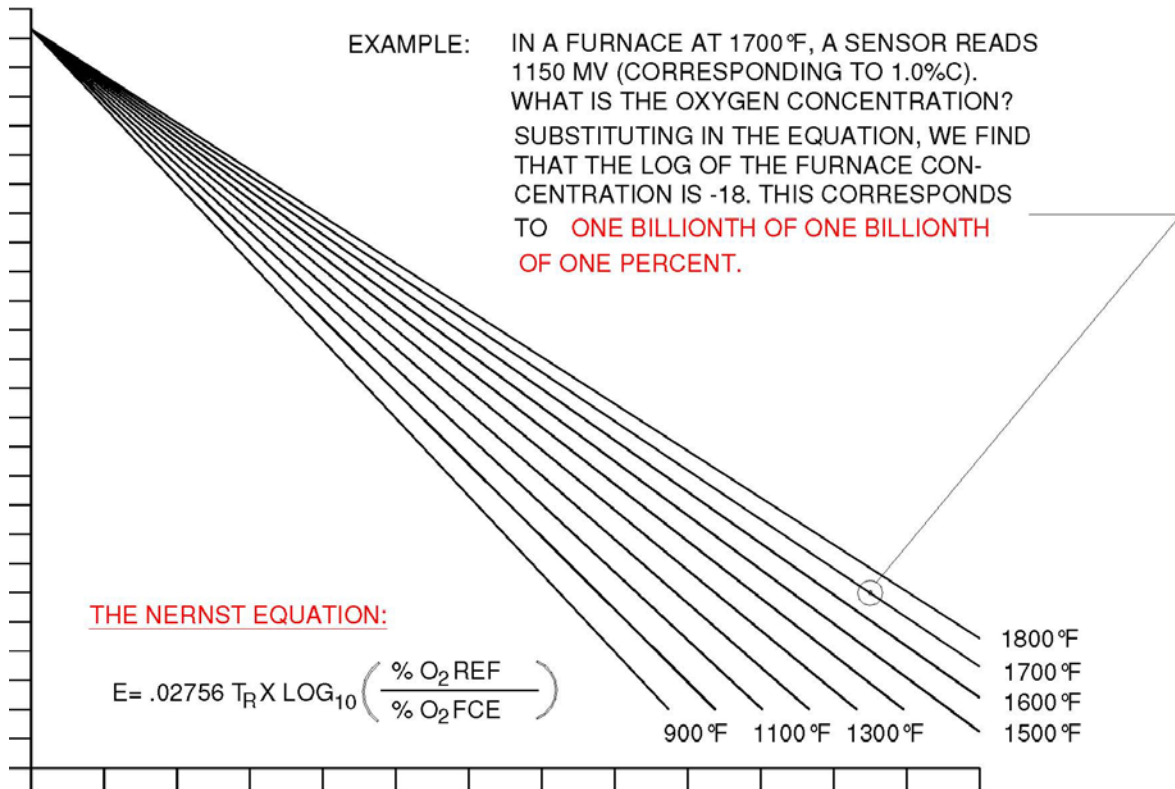 EXAMPLE: IN A FURNACE AT 1700°F, A SENSOR READS
1150 MV (CORRESPONDING TO 1.0%C).
WHAT IS THE OXYGEN CONCENTRATION?
SUBSTITUTING IN THE EQUATION, WE FIND
THAT THE LOG OF THE FURNACE CON-
CENTRATION IS -18. THIS CORRESPONDS
TO ONE BILLIONTH OF ONE BILLIONTH
OF ONE PERCENT.
THE NERNST EQUATION:
E= .02756 TR X LOG10 ( % O2 REF / % O2 FCE )
1800°F
1700°F
1600°F
1500°F
900°F 1100°F 1300°F